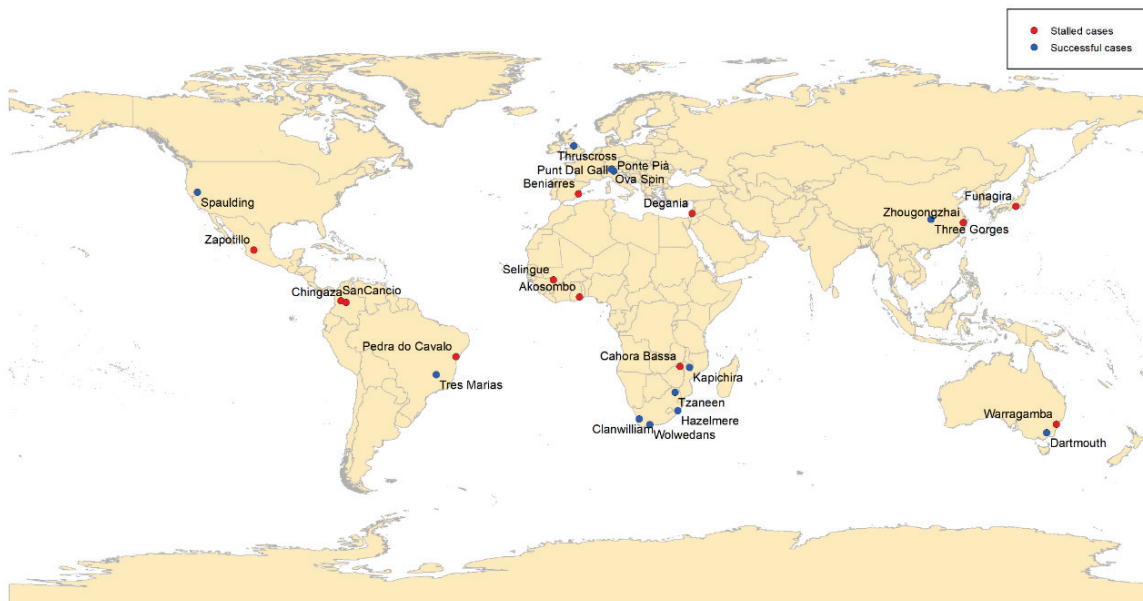 Stalled cases
Successful cases
Thruscross
Punt Dal Gall
Ponte Pià
Ova Spin
Beniarres
Spaulding
Degania
Funagira
Zhougongzhai
Three Gorges
Zapotillo
Selingue
Akosombo
Chingaza
SanCancio
Pedra do Cavalo
Tres Marias
Cahora Bassa
Kapichira
Tzaneen
Hazelmere
Clanwilliam
Wolwedans
Warragamba
Dartmouth